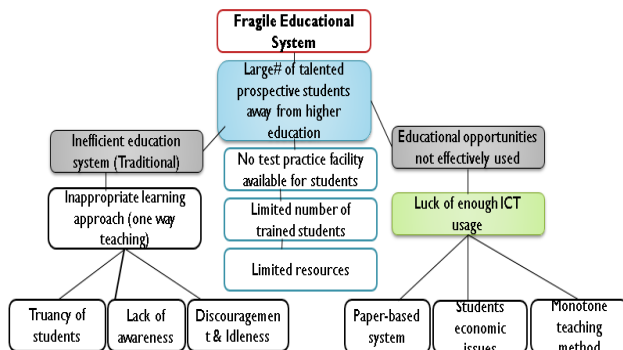 Fragile Educational
System
Large# of talented
prospective students
away from higher
education
Inefficient education
system (Traditional)
Educational opportunities
not effectively used
No test practice facility
available for students
Inappropriate learning
approach (one way
teaching)
Limited number of
trained students
Luck of enough ICT
usage
Limited resources
Truancy of
students
Lack of
awareness
Discouragemen
t & Idleness
Paper-based
system
Students
economic
issues
Monotone
teaching
method